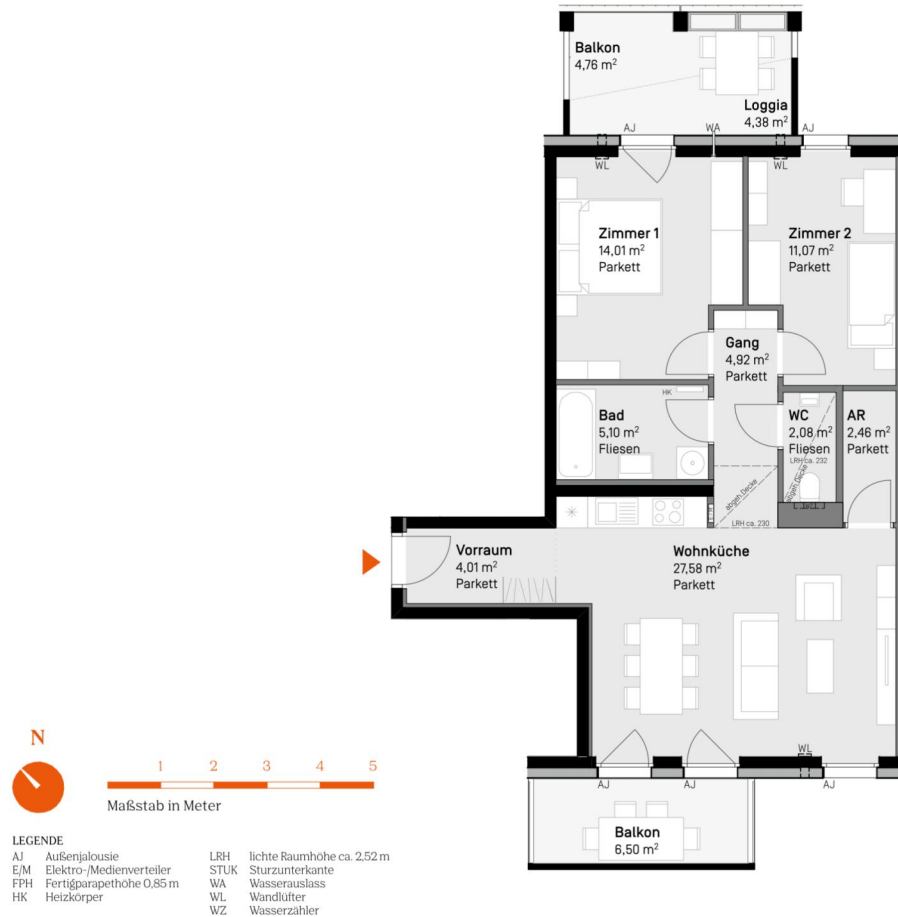 Balkon
4,76 m²
Loggia
4,38 m²
AJ
WA
AJ
WL
WL
Zimmer 1
14,01 m²
Parkett
Zimmer 2
11,07 m²
Parkett
Gang
4,92 m²
Parkett
HK
Bad
5,10 m²
Fliesen
WC
2,08 m²
Fliesen
LRH ca. 232
abgeh.Decke
AR
2,46 m²
Parkett
abgeh.Decke
LRH ca. 230
E/M
WZ
Vorraum
4,01 m²
Parkett
Wohnküche
27,58 m²
Parkett
WL
AJ
AJ
AJ
Balkon
6,50 m²
N
1 2 3 4 5
Maßstab in Meter
LEGENDE
AJ Außenjalousie
E/M Elektro-/Medienverteiler
FPH Fertigparapethöhe 0,85 m
HK Heizkörper
LRH lichte Raumhöhe ca. 2,52 m
STUK Sturzunterkante
WA Wasserauslass
WL Wandlüfter
WZ Wasserzähler